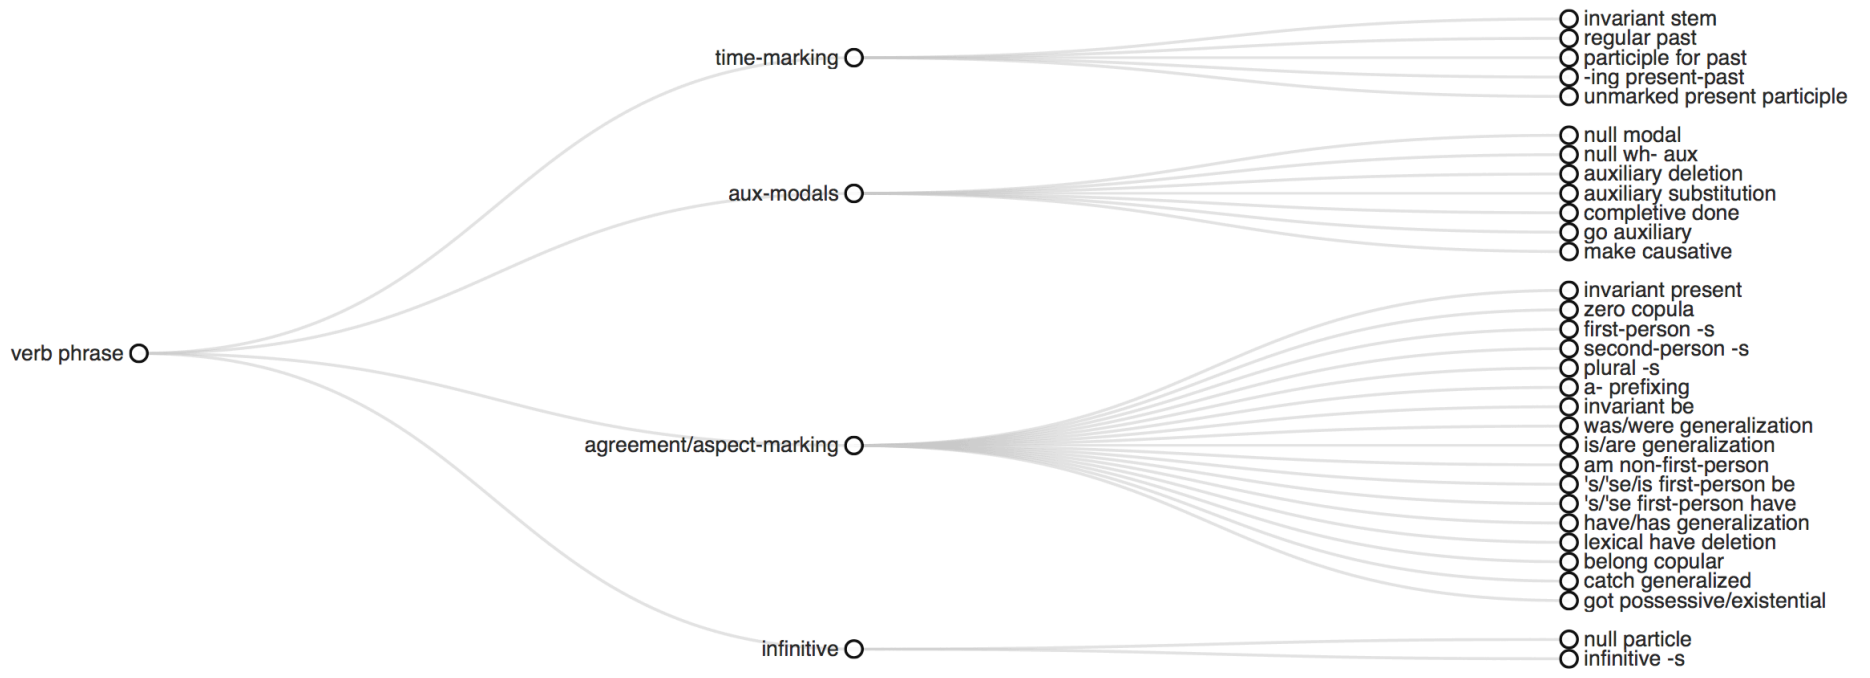 verb phrase
time-marking
invariant stem
regular past
participle for past
-ing present-past
unmarked present participle
aux-modals
null modal
null wh- aux
auxiliary deletion
auxiliary substitution
completive done
go auxiliary
make causative
agreement/aspect-marking
invariant present
zero copula
first-person -s
second-person -s
plural -s
a- prefixing
invariant be
was/were generalization
is/are generalization
am non-first-person
's/'se/is first-person be
's/'se first-person have
have/has generalization
lexical have deletion
belong copular
catch generalized
got possessive/existential
infinitive
null particle
infinitive -s